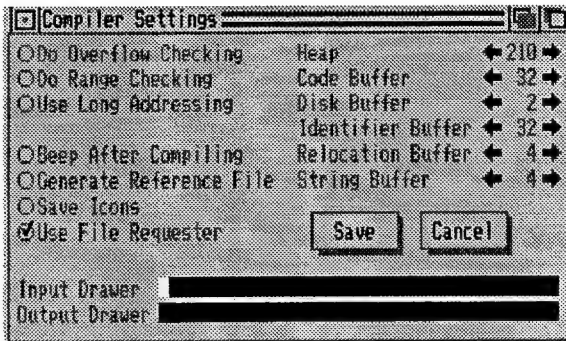 Compiler Settings
Do Overflow Checking Heap 210
Do Range Checking Code Buffer 32
Use Long Addressing Disk Buffer 2
Identifier Buffer 32
Beep After Compiling Relocation Buffer 4
Generate Reference File String Buffer 4
Save Icons
Use File Requester Save Cancel
Input Drawer
Output Drawer